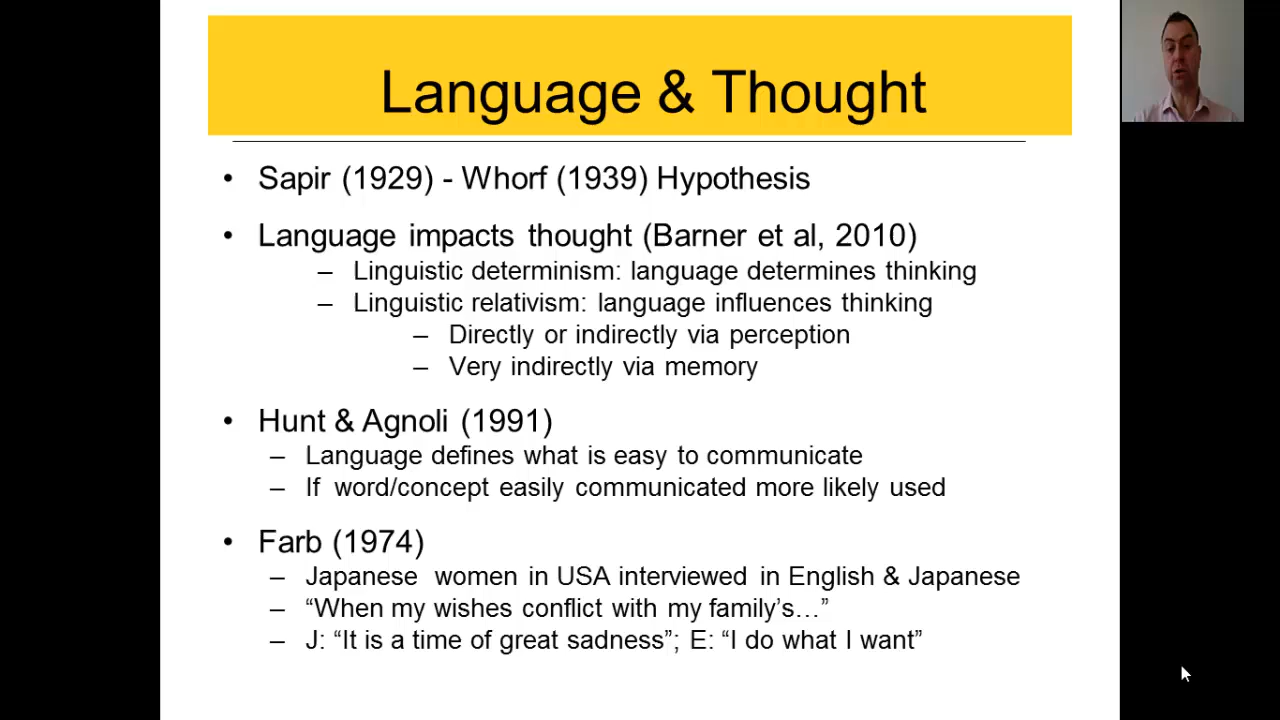 Language & Thought
• Sapir (1929) - Whorf (1939) Hypothesis
• Language impacts thought (Barner et al, 2010)
– Linguistic determinism: language determines thinking
– Linguistic relativism: language influences thinking
– Directly or indirectly via perception
– Very indirectly via memory
• Hunt & Agnoli (1991)
– Language defines what is easy to communicate
– If word/concept easily communicated more likely used
• Farb (1974)
– Japanese women in USA interviewed in English & Japanese
– “When my wishes conflict with my family’s…”
– J: “It is a time of great sadness”; E: “I do what I want”